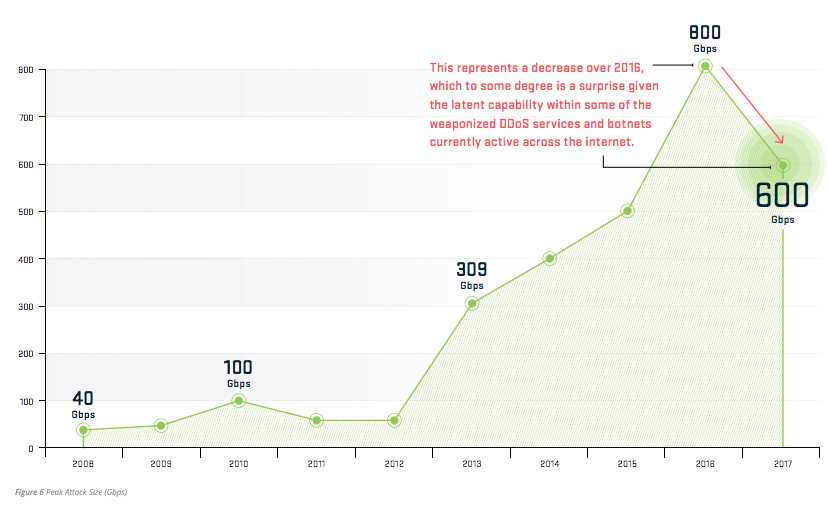 800
Gbps
This represents a decrease over 2016,
which to some degree is a surprise given
the latent capability within some of the
weaponized DDoS services and botnets
currently active across the internet.
600
Gbps
309
Gbps
100
Gbps
40
Gbps
800
700
600
500
400
300
200
100
0
2008 2009 2010 2011 2012 2013 2014 2015 2016 2017
Figure 6 Peak Attack Size (Gbps)